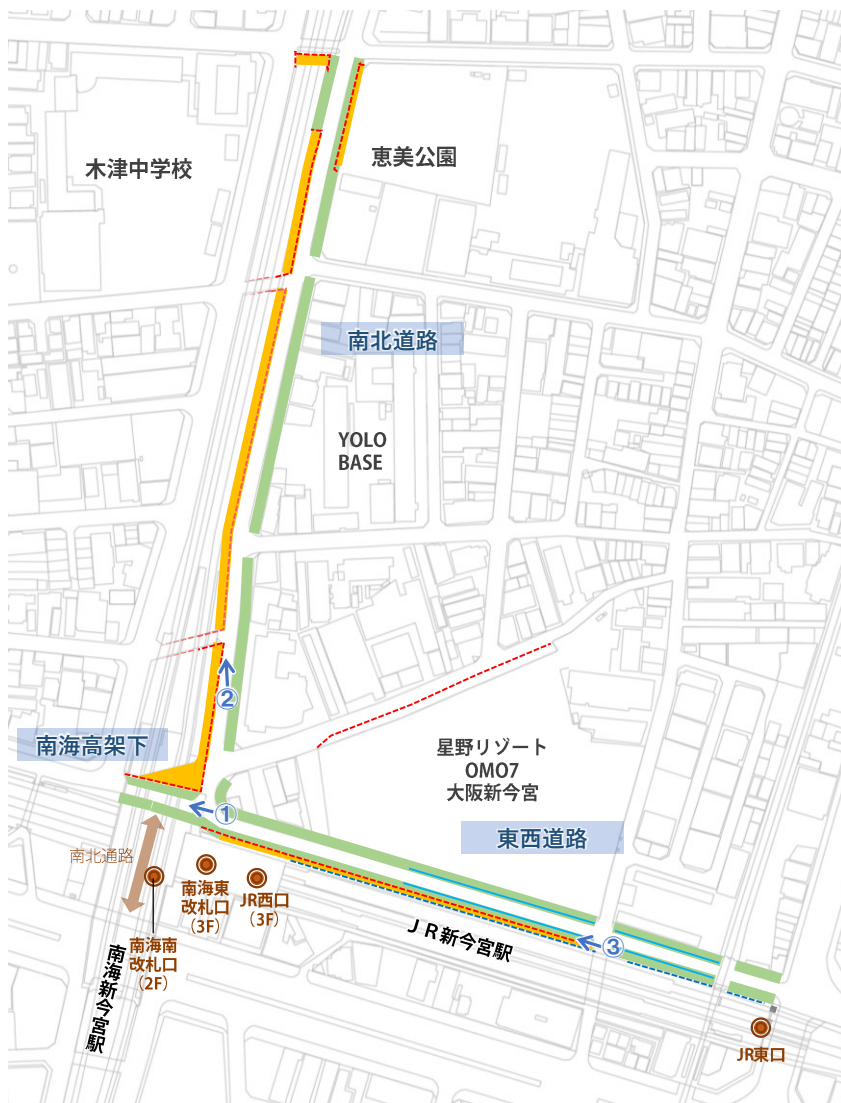 木津中学校
恵美公園
南北道路
YOLO
BASE
②
南海高架下
星野リゾート
OMO7
大阪新今宮
①
東西道路
南北通路
南海東
改札口
(3F)
JR西口
(3F)
ＪＲ新今宮駅
③
南海南
改札口
(2F)
南海新今宮駅
JR東口